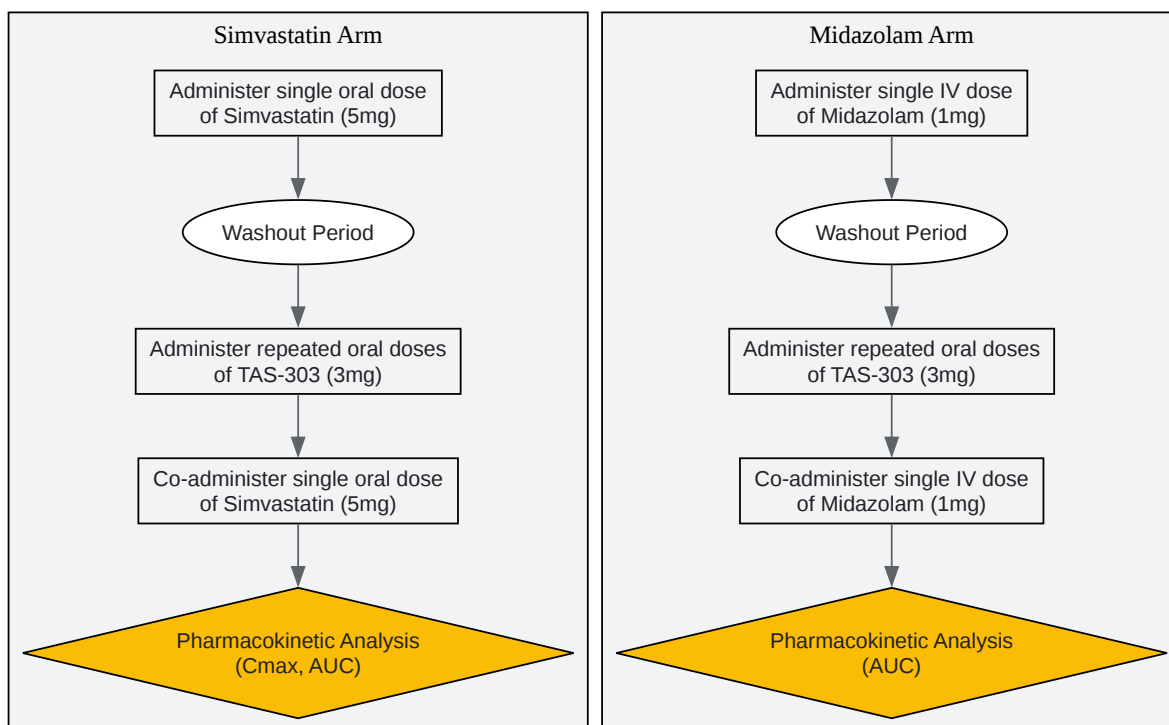 Simvastatin Arm
Administer single oral dose
of Simvastatin (5mg)
Washout Period
Administer repeated oral doses
of TAS-303 (3mg)
Co-administer single oral dose
of Simvastatin (5mg)
Pharmacokinetic Analysis
(Cmax, AUC)
Midazolam Arm
Administer single IV dose
of Midazolam (1mg)
Washout Period
Administer repeated oral doses
of TAS-303 (3mg)
Co-administer single IV dose
of Midazolam (1mg)
Pharmacokinetic Analysis
(AUC)